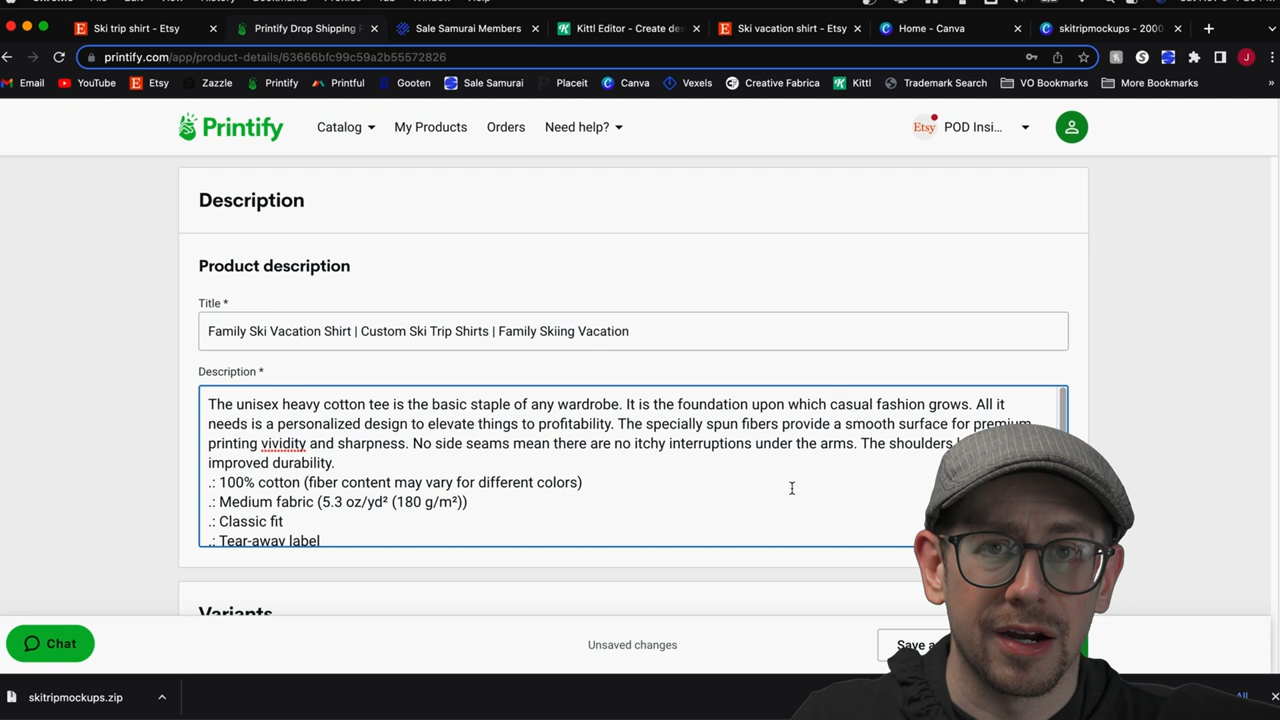 Ski trip shirt - Etsy
Printify Drop Shipping
Sale Samurai Members
Kittl Editor - Create des
Ski vacation shirt - Etsy
Home - Canva
skitripmockups - 2000
printify.com/app/product-details/63666bfc99c59a2b55572826
Email YouTube Etsy Zazzle Printify Printful Gooten Sale Samurai Placeit Canva Vexels Creative Fabrica Kittl Trademark Search VO Bookmarks More Bookmarks »
Printify
Catalog My Products Orders Need help?
Etsy POD Insi...
Description
Product description
Title *
Family Ski Vacation Shirt | Custom Ski Trip Shirts | Family Skiing Vacation
Description *
The unisex heavy cotton tee is the basic staple of any wardrobe. It is the foundation upon which casual fashion grows. All it
needs is a personalized design to elevate things to profitability. The specially spun fibers provide a smooth surface for premium
printing vividity and sharpness. No side seams mean there are no itchy interruptions under the arms. The shoulders
improved durability.
.: 100% cotton (fiber content may vary for different colors)
.: Medium fabric (5.3 oz/yd² (180 g/m²))
.: Classic fit
.: Tear-away label
Variants
Chat
Unsaved changes
Save a
skitripmockups.zip
All